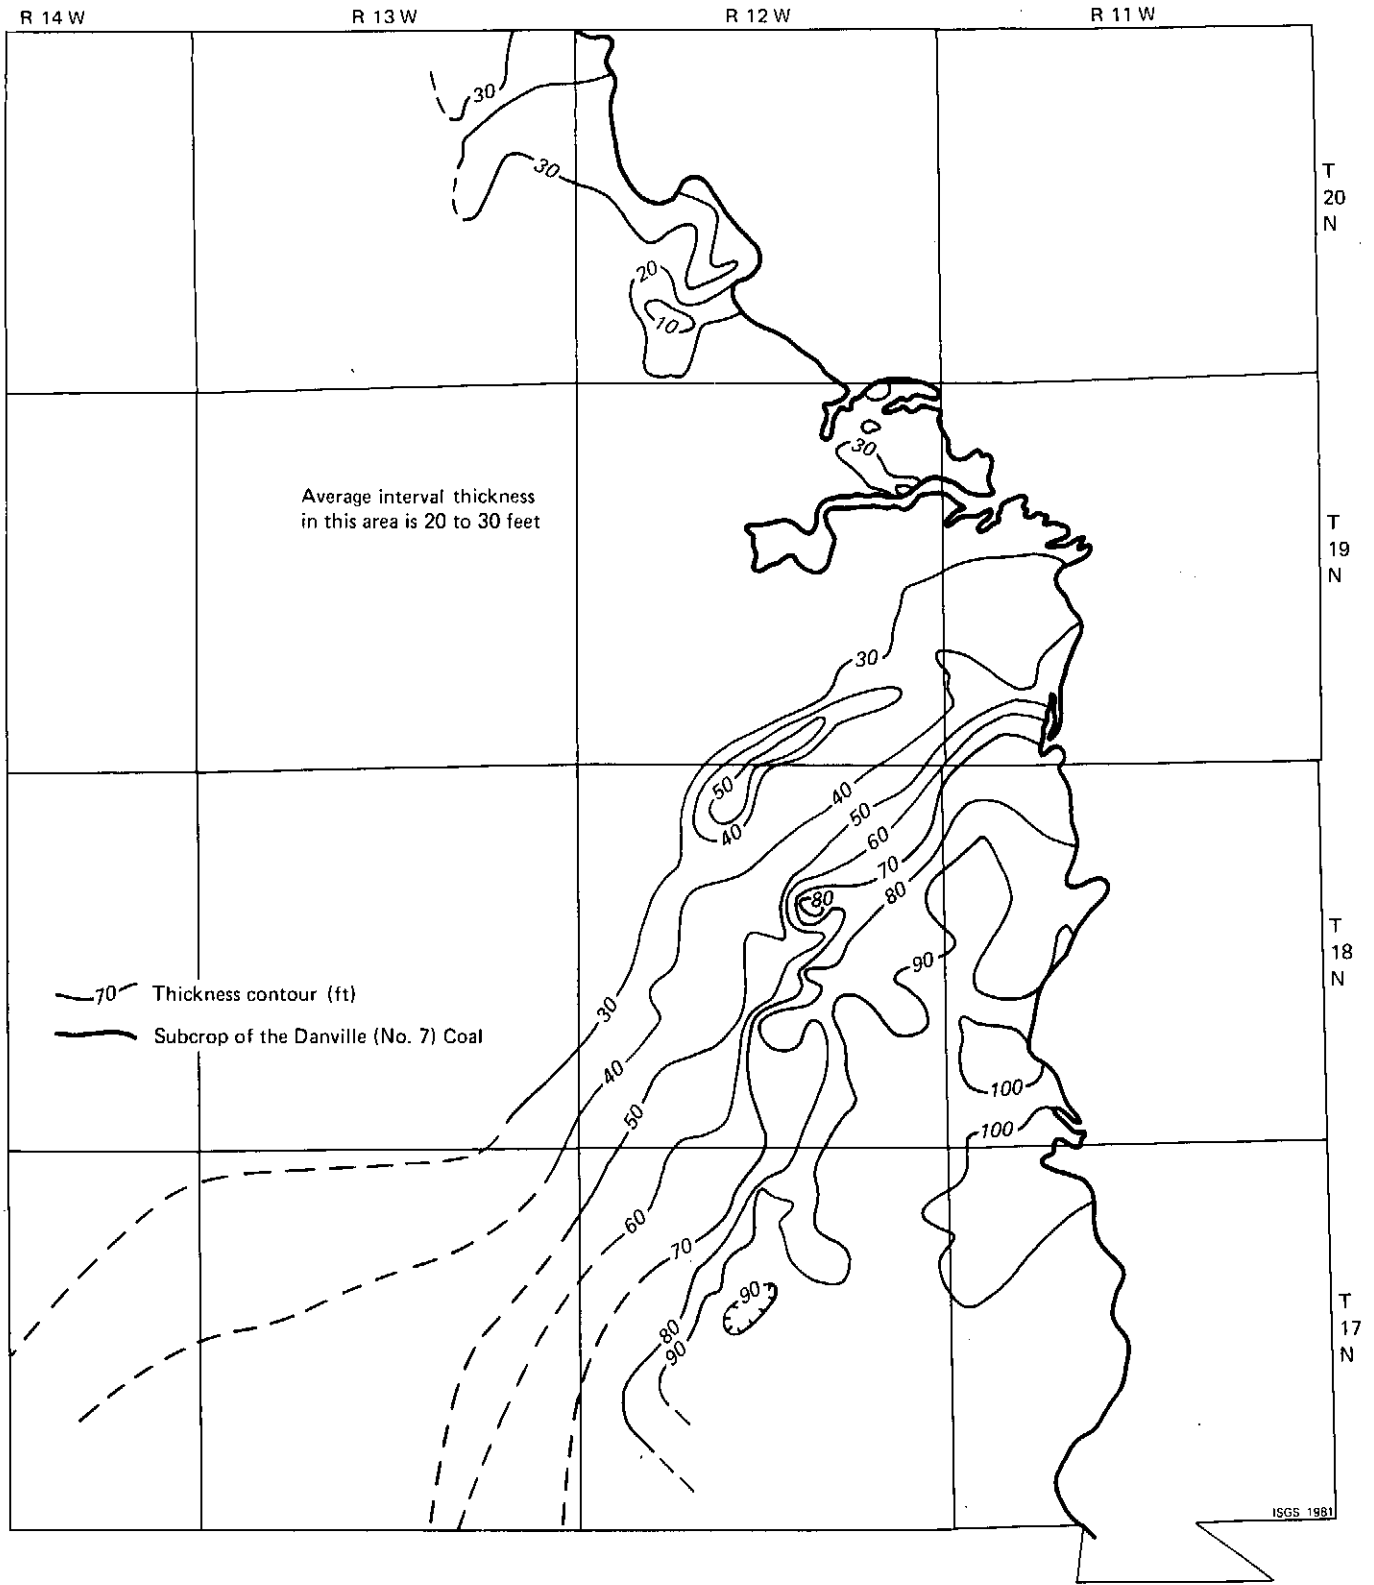 R 14 W
R 13 W
R 12 W
R 11 W
30
30
T
20
N
20
10
30
Average interval thickness
in this area is 20 to 30 feet
T
19
N
30
50
40
40
50
60
70
80
80
T
18
N
90
70 Thickness contour (ft)
Subcrop of the Danville (No. 7) Coal
30
40
50
100
100
60
70
90
80
90
T
17
N
ISGS 1981